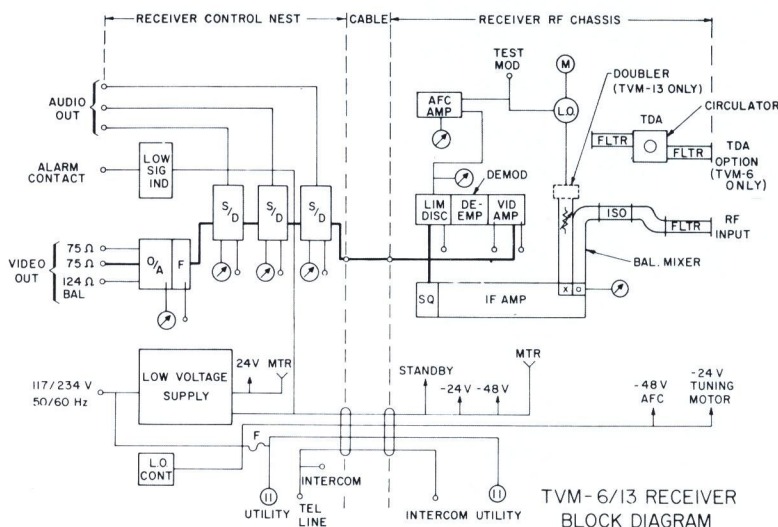 RECEIVER CONTROL NEST
CABLE
RECEIVER RF CHASSIS
TEST
MOD
M
DOUBLER
(TVM-13 ONLY)
AUDIO
OUT
AFC
AMP
L.O.
TDA
CIRCULATOR
FLTR
FLTR
TDA
OPTION
(TVM-6
ONLY)
ALARM
CONTACT
LOW
SIG
IND
S/D
S/D
S/D
DEMOD
LIM
DISC
DE-
EMP
VID
AMP
ISO
FLTR
RF
INPUT
VIDEO
OUT
75 Ω
75 Ω
124 Ω
BAL
O/A
F
BAL. MIXER
SQ
IF AMP
X
O
117/234 V
50/60 Hz
LOW VOLTAGE
SUPPLY
24V
MTR
STANDBY
-24V
-48V
MTR
-48V
AFC
-24 V
TUNING
MOTOR
F
L.O.
CONT
UTILITY
INTERCOM
TEL
LINE
INTERCOM
UTILITY
TVM-6/13 RECEIVER
BLOCK DIAGRAM